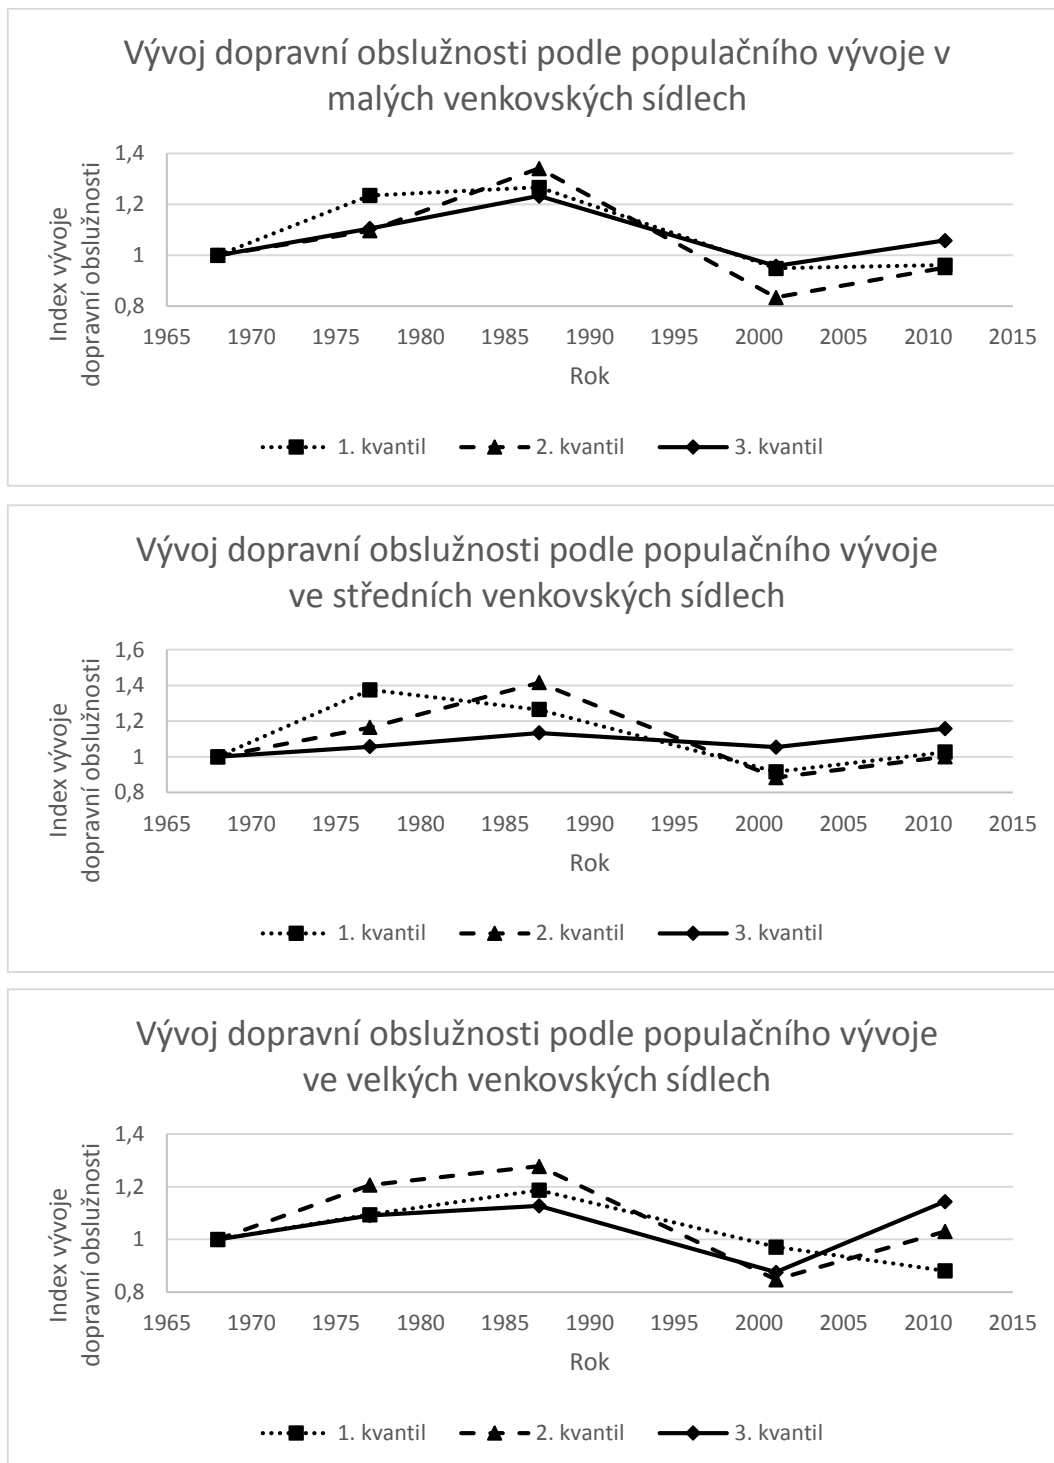 Vývoj dopravní obslužnosti podle populačního vývoje v
malých venkovských sídlech
Index vývoje
dopravní obslužnosti
1,4
1,2
1
0,8
1965 1970 1975 1980 1985 1990 1995 2000 2005 2010 2015
Rok
1. kvantil 2. kvantil 3. kvantil
Vývoj dopravní obslužnosti podle populačního vývoje
ve středních venkovských sídlech
Index vývoje
dopravní obslužnosti
1,6
1,4
1,2
1
0,8
1965 1970 1975 1980 1985 1990 1995 2000 2005 2010 2015
Rok
1. kvantil 2. kvantil 3. kvantil
Vývoj dopravní obslužnosti podle populačního vývoje
ve velkých venkovských sídlech
Index vývoje
dopravní obslužnosti
1,4
1,2
1
0,8
1965 1970 1975 1980 1985 1990 1995 2000 2005 2010 2015
Rok
1. kvantil 2. kvantil 3. kvantil